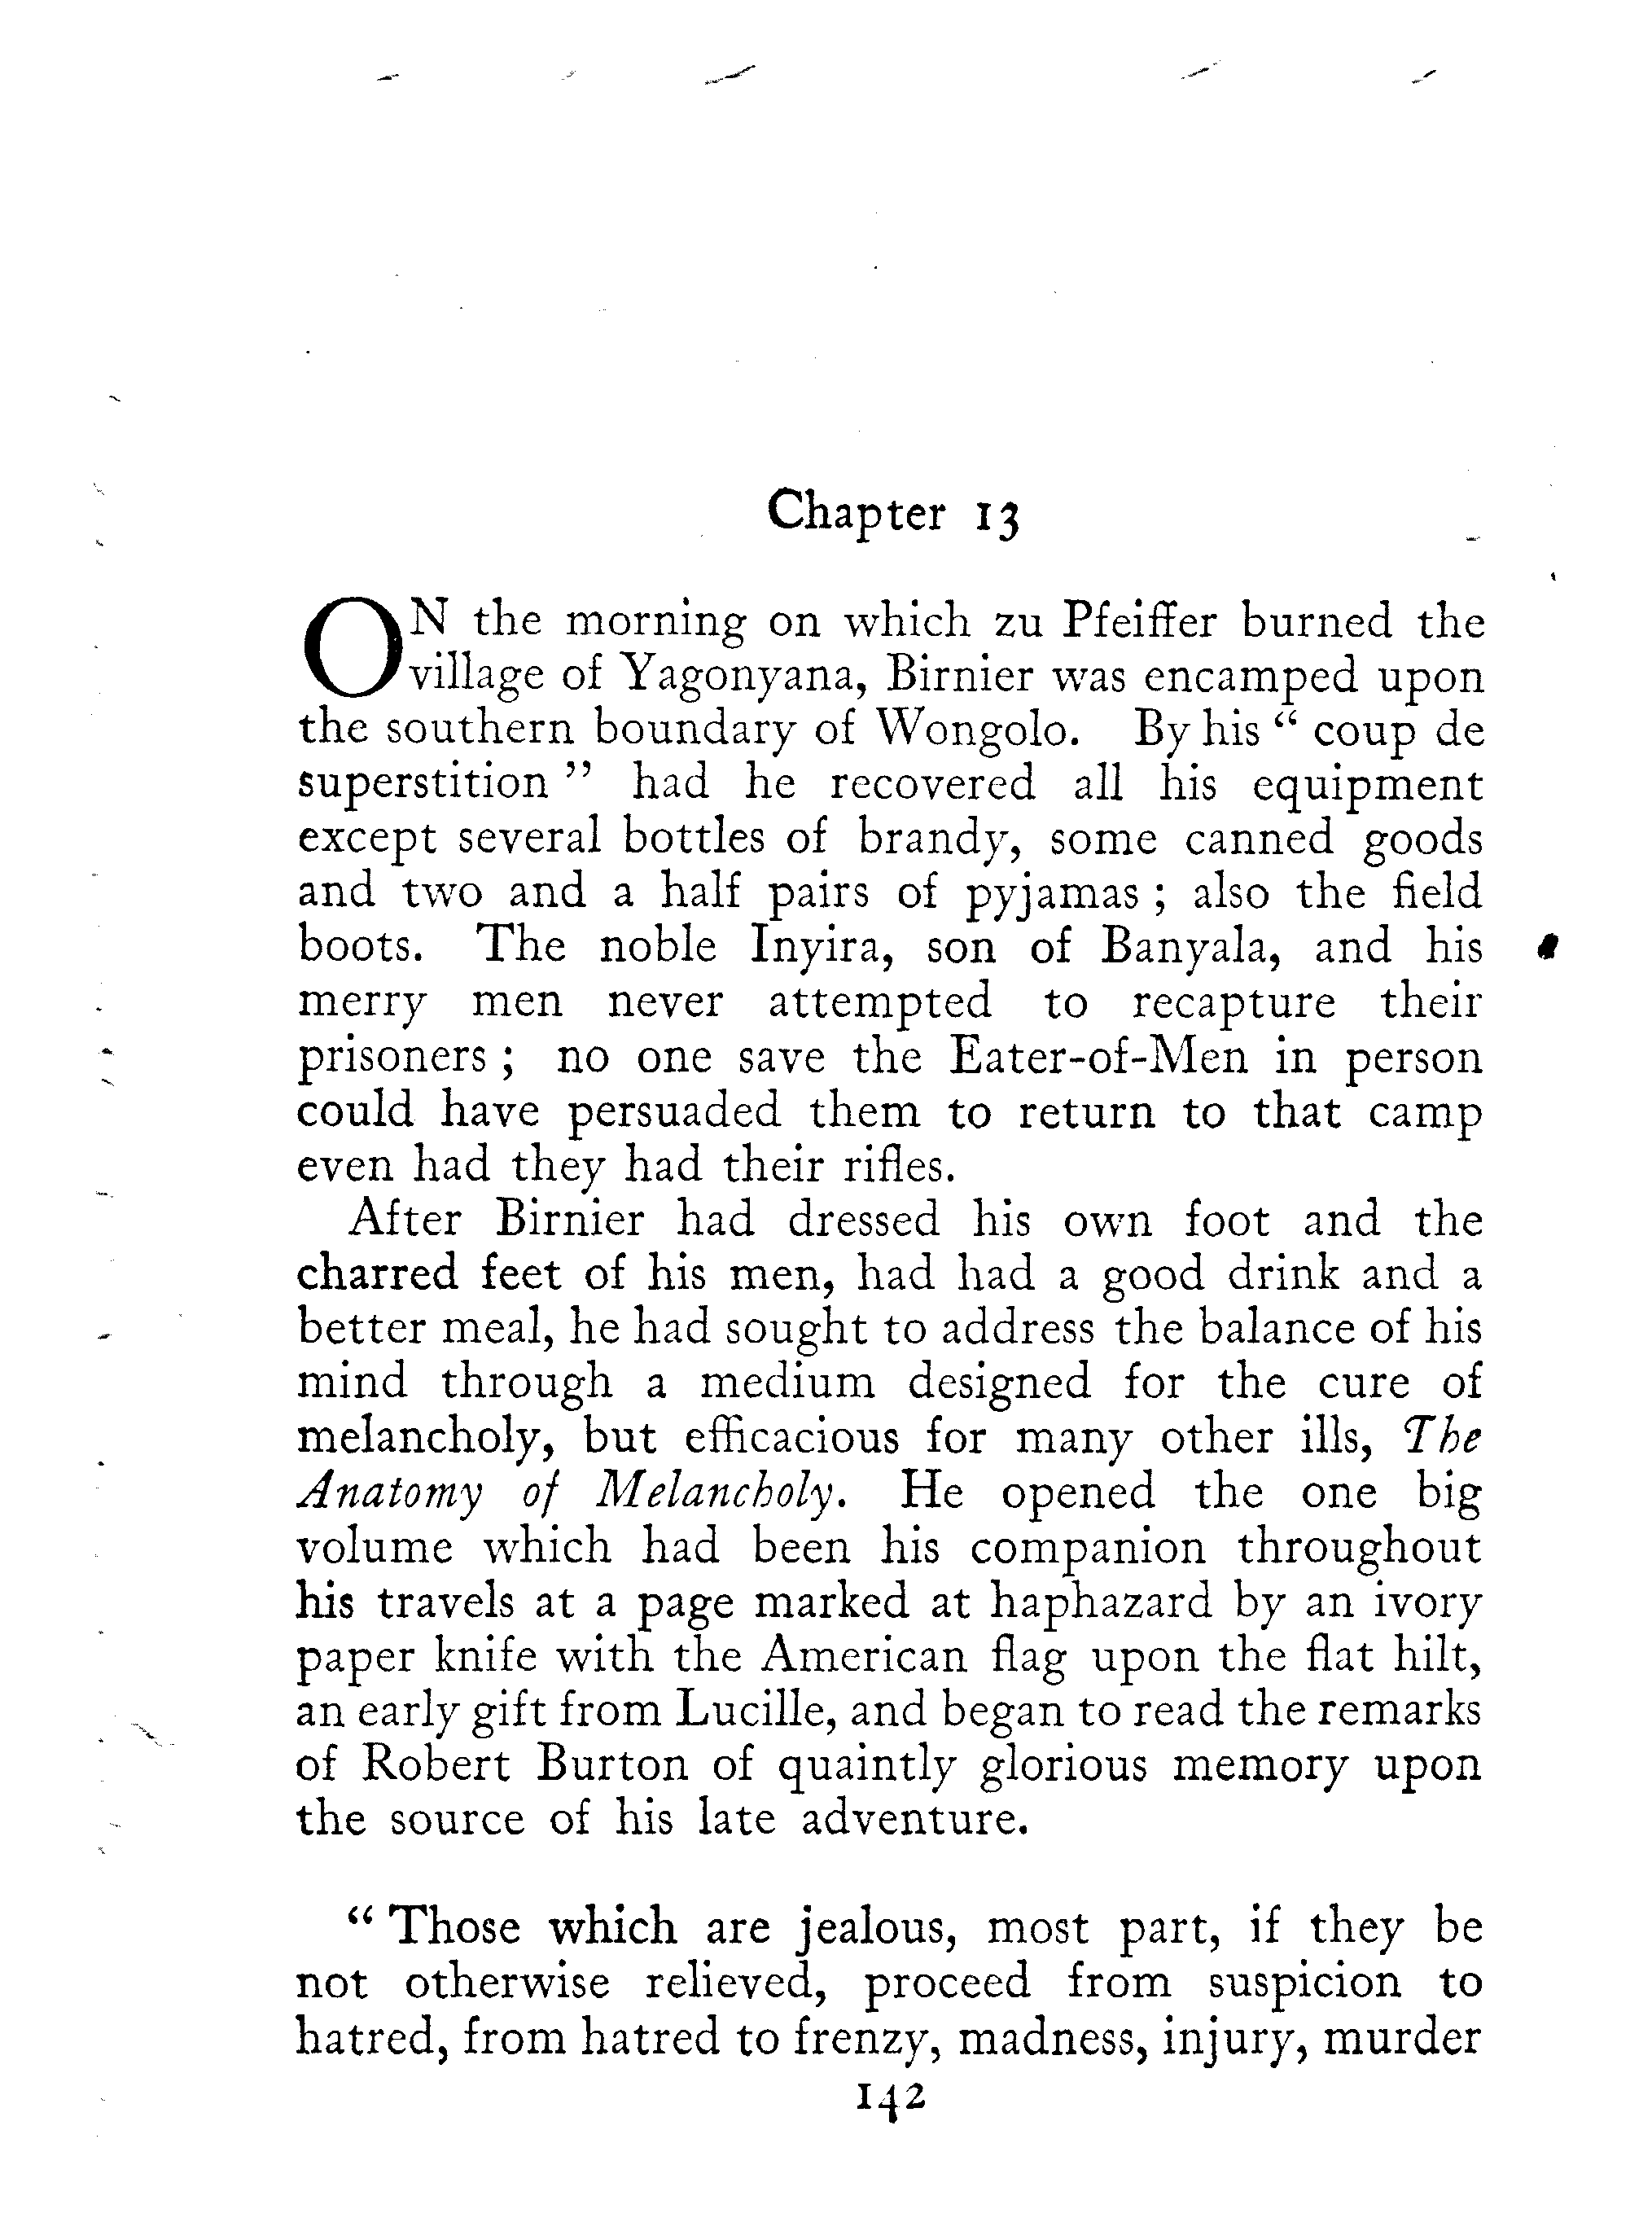 Chapter 13
ON the morning on which zu Pfeiffer burned the
village of Yagonyana, Birnier was encamped upon
the southern boundary of Wongolo. By his “ coup de
superstition ” had he recovered all his equipment
except several bottles of brandy, some canned goods
and two and a half pairs of pyjamas ; also the field
boots. The noble Inyira, son of Banyala, and his
merry men never attempted to recapture their
prisoners ; no one save the Eater-of-Men in person
could have persuaded them to return to that camp
even had they had their rifles.
After Birnier had dressed his own foot and the
charred feet of his men, had had a good drink and a
better meal, he had sought to address the balance of his
mind through a medium designed for the cure of
melancholy, but efficacious for many other ills, The
Anatomy of Melancholy. He opened the one big
volume which had been his companion throughout
his travels at a page marked at haphazard by an ivory
paper knife with the American flag upon the flat hilt,
an early gift from Lucille, and began to read the remarks
of Robert Burton of quaintly glorious memory upon
the source of his late adventure.
“ Those which are jealous, most part, if they be
not otherwise relieved, proceed from suspicion to
hatred, from hatred to frenzy, madness, injury, murder
142